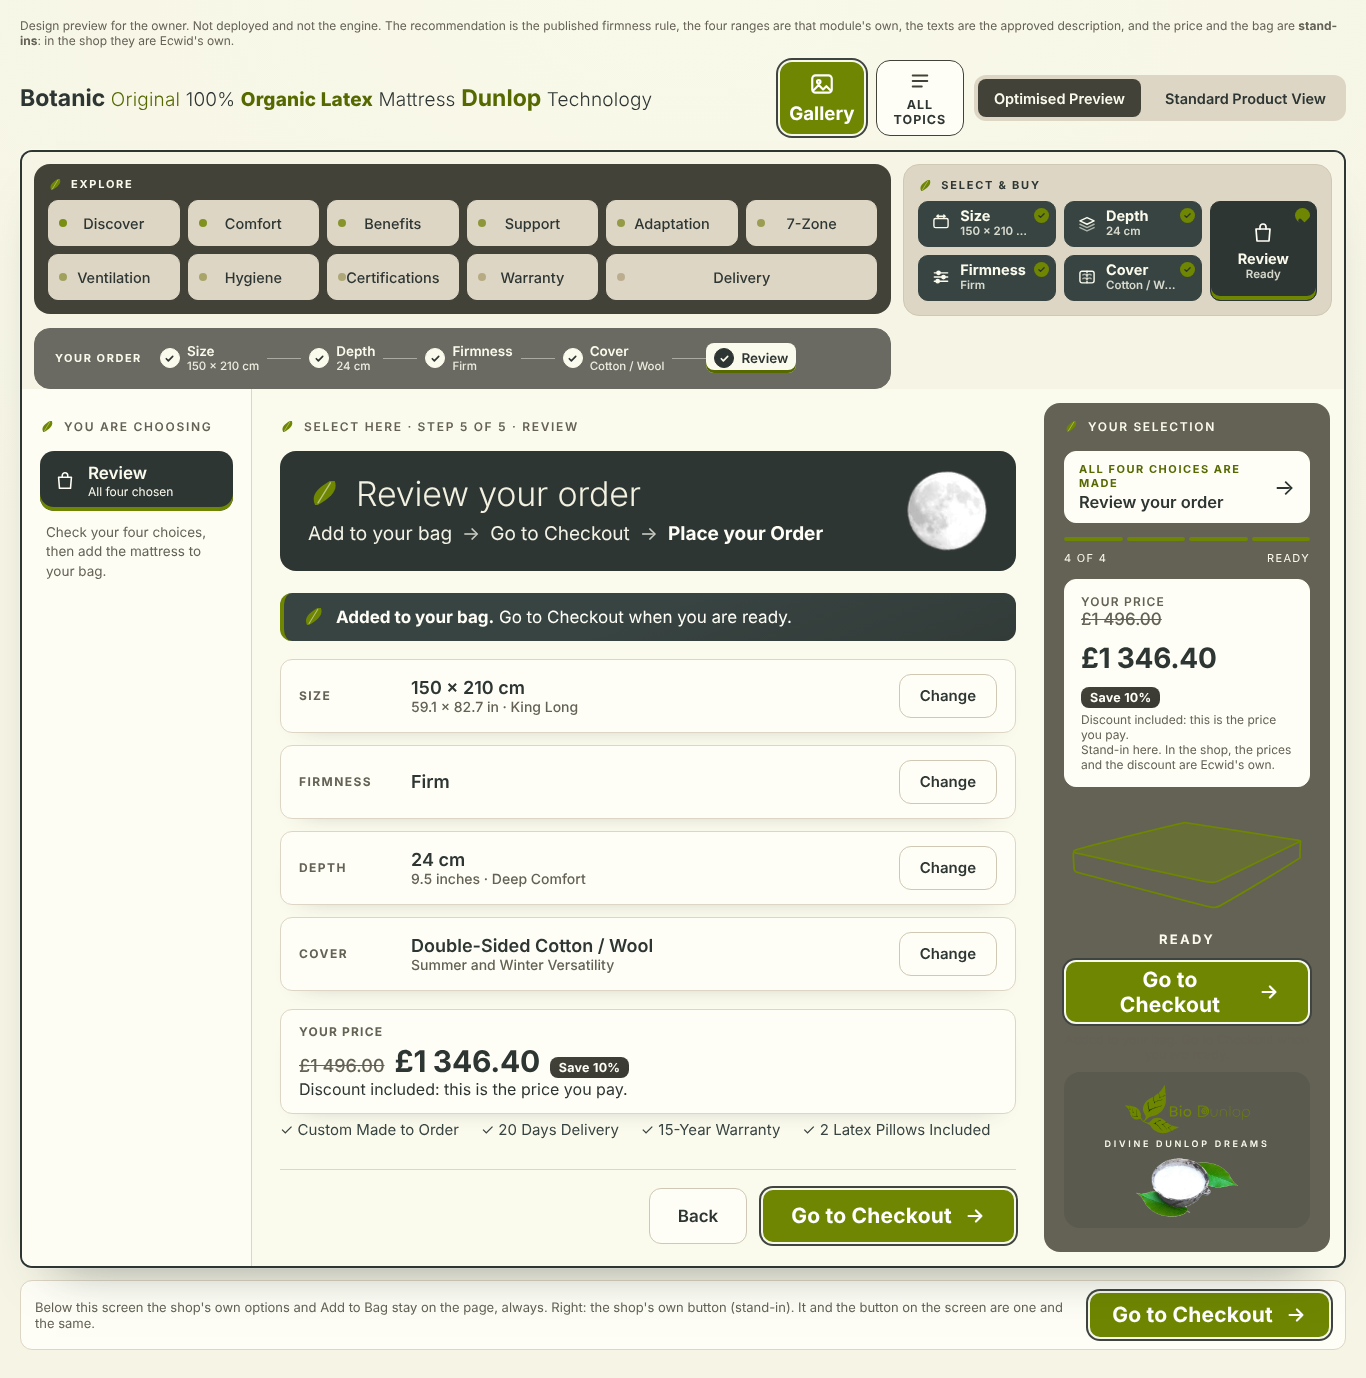 Design preview for the owner. Not deployed and not the engine. The recommendation is the published firmness rule, the four ranges are that module's own, the texts are the approved description, and the price and the bag are stand-
ins: in the shop they are Ecwid's own.
Botanic Original 100% Organic Latex Mattress Dunlop Technology
Gallery
ALL
TOPICS
Optimised Preview
Standard Product View
EXPLORE
Discover
Comfort
Benefits
Support
Adaptation
7-Zone
Ventilation
Hygiene
Certifications
Warranty
Delivery
SELECT & BUY
Size
150 × 210 ...
Depth
24 cm
Firmness
Firm
Cover
Cotton / W...
Review
Ready
YOUR ORDER
Size
150 × 210 cm
Depth
24 cm
Firmness
Firm
Cover
Cotton / Wool
Review
YOU ARE CHOOSING
Review
All four chosen
Check your four choices,
then add the mattress to
your bag.
SELECT HERE · STEP 5 OF 5 · REVIEW
Review your order
Add to your bag → Go to Checkout → Place your Order
Added to your bag. Go to Checkout when you are ready.
SIZE
150 × 210 cm
59.1 × 82.7 in · King Long
Change
FIRMNESS
Firm
Change
DEPTH
24 cm
9.5 inches · Deep Comfort
Change
COVER
Double-Sided Cotton / Wool
Summer and Winter Versatility
Change
YOUR PRICE
£1 496.00 £1 346.40 Save 10%
Discount included: this is the price you pay.
✓ Custom Made to Order ✓ 20 Days Delivery ✓ 15-Year Warranty ✓ 2 Latex Pillows Included
Back
Go to Checkout →
YOUR SELECTION
ALL FOUR CHOICES ARE
MADE
Review your order →
4 OF 4
READY
YOUR PRICE
£1 496.00
£1 346.40
Save 10%
Discount included: this is the price
you pay.
Stand-in here. In the shop, the prices
and the discount are Ecwid's own.
READY
Go to
Checkout →
Bio Dunlop
DIVINE DUNLOP DREAMS
Below this screen the shop's own options and Add to Bag stay on the page, always. Right: the shop's own button (stand-in). It and the button on the screen are one and
the same.
Go to Checkout →